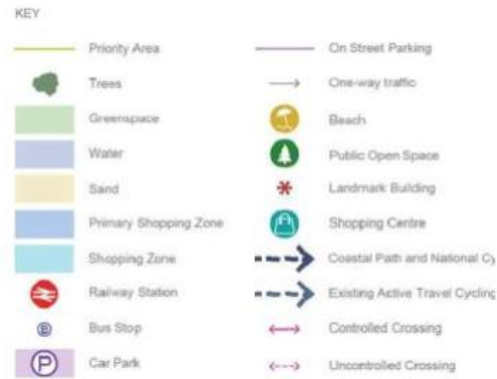 KEY
Priority Area
Trees
Greenspace
Water
Sand
Primary Shopping Zone
Shopping Zone
Railway Station
B Bus Stop
P Car Park
On Street Parking
One-way traffic
Beach
Public Open Space
Landmark Building
Shopping Centre
Coastal Path and National Cy
Existing Active Travel Cycling
Controlled Crossing
Uncontrolled Crossing